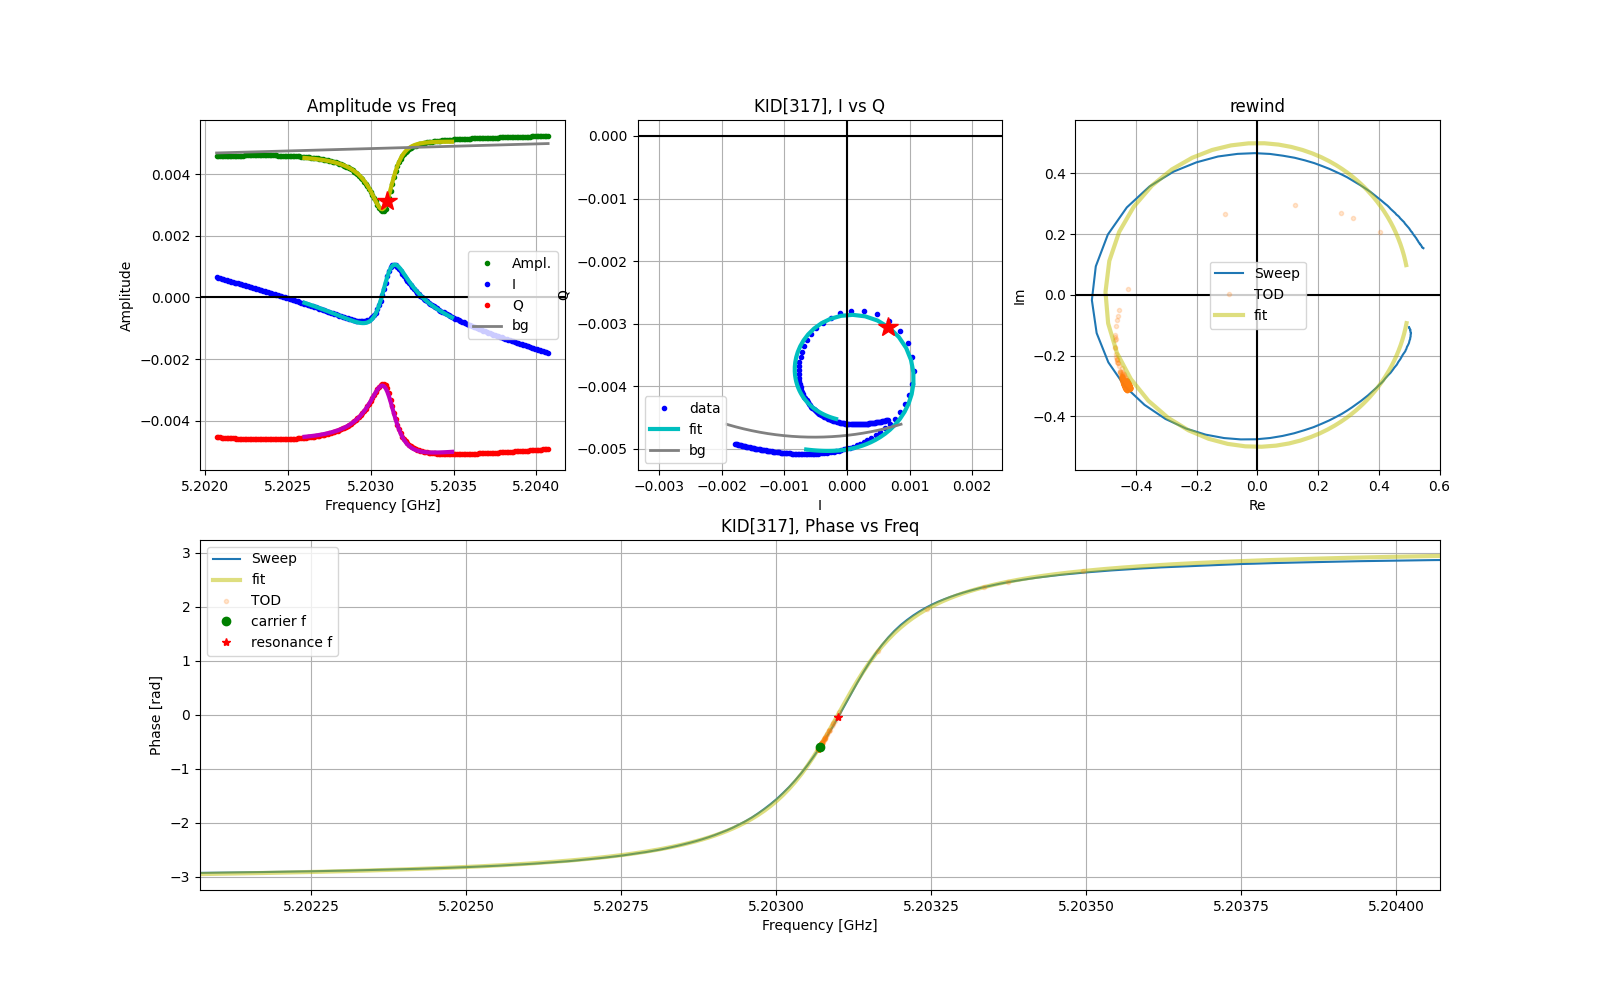 Amplitude vs Freq
Amplitude
0.004
0.002
0.000
−0.002
−0.004
Ampl.
I
Q
bg
5.2020
5.2025
5.2030
5.2035
5.2040
Frequency [GHz]
KID[317], I vs Q
Q
0.000
−0.001
−0.002
−0.003
−0.004
−0.005
data
fit
bg
−0.003
−0.002
−0.001
0.000
0.001
0.002
I
rewind
Im
0.4
0.2
0.0
−0.2
−0.4
Sweep
TOD
fit
−0.4
−0.2
0.0
0.2
0.4
0.6
Re
KID[317], Phase vs Freq
Phase [rad]
3
2
1
0
−1
−2
−3
Sweep
fit
TOD
carrier f
resonance f
5.20225
5.20250
5.20275
5.20300
5.20325
5.20350
5.20375
5.20400
Frequency [GHz]